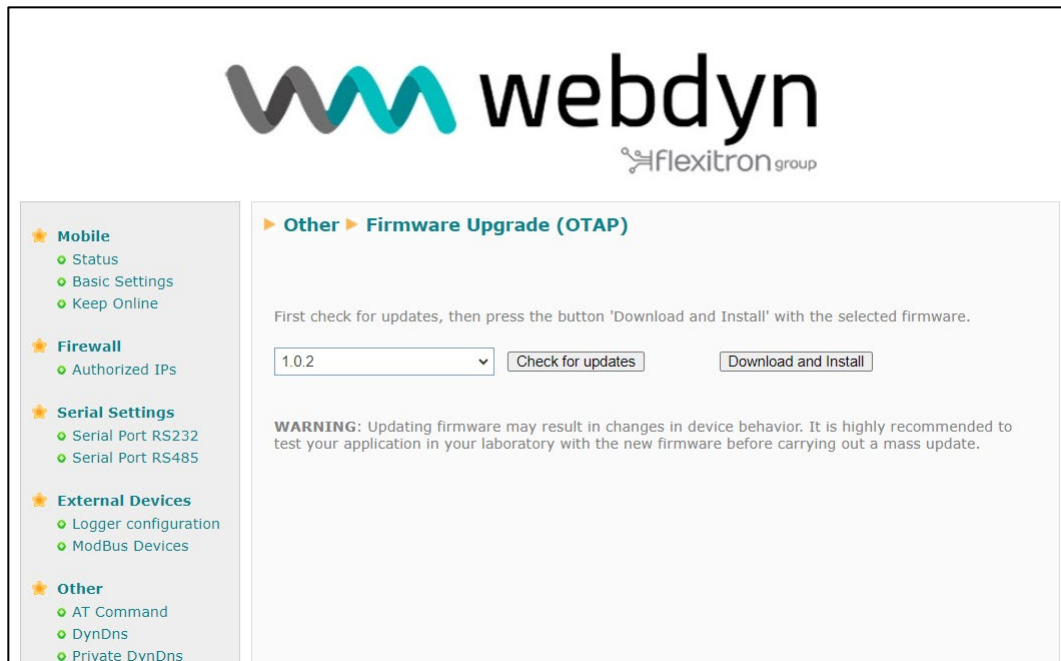 webdyn
flexitron group
Mobile
Status
Basic Settings
Keep Online
Firewall
Authorized IPs
Serial Settings
Serial Port RS232
Serial Port RS485
External Devices
Logger configuration
ModBus Devices
Other
AT Command
DynDns
Private DynDns
Other Firmware Upgrade (OTAP)
First check for updates, then press the button 'Download and Install' with the selected firmware.
1.0.2 Check for updates Download and Install
WARNING: Updating firmware may result in changes in device behavior. It is highly recommended to
test your application in your laboratory with the new firmware before carrying out a mass update.